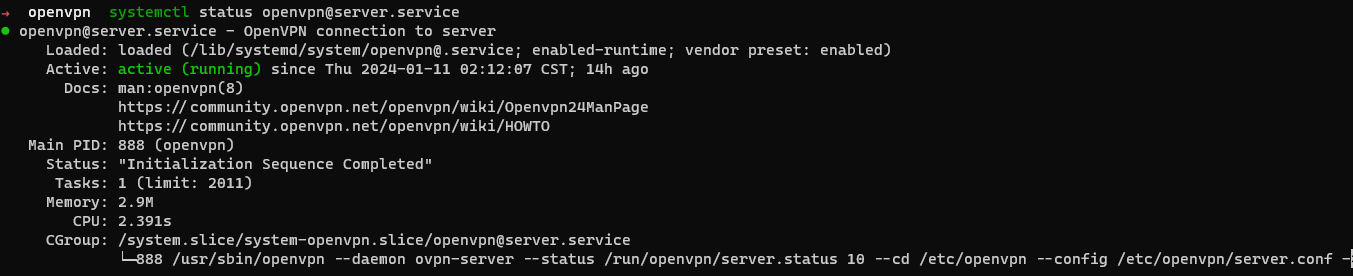 → openvpn systemctl status openvpn@server.service
● openvpn@server.service - OpenVPN connection to server
Loaded: loaded (/lib/systemd/system/openvpn@.service; enabled-runtime; vendor preset: enabled)
Active: active (running) since Thu 2024-01-11 02:12:07 CST; 14h ago
Docs: man:openvpn(8)
https://community.openvpn.net/openvpn/wiki/Openvpn24ManPage
https://community.openvpn.net/openvpn/wiki/HOWTO
Main PID: 888 (openvpn)
Status: "Initialization Sequence Completed"
Tasks: 1 (limit: 2011)
Memory: 2.9M
CPU: 2.391s
CGroup: /system.slice/system-openvpn.slice/openvpn@server.service
└─888 /usr/sbin/openvpn --daemon ovpn-server --status /run/openvpn/server.status 10 --cd /etc/openvpn --config /etc/openvpn/server.conf -